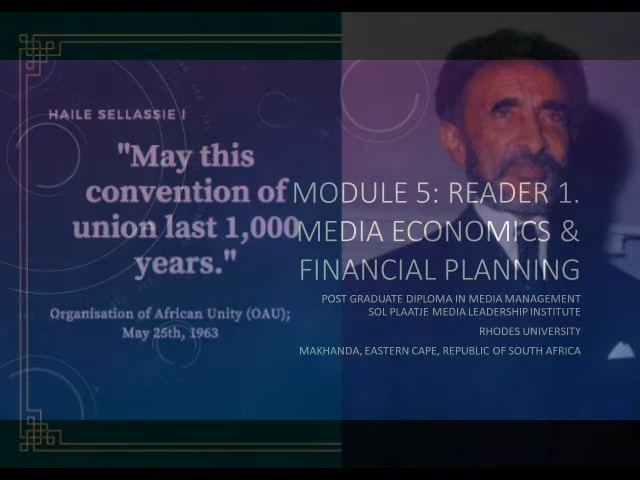 HAILE SELLASSIE I
"May this
convention of
union last 1,000
years."
Organisation of African Unity (OAU);
May 25th, 1963
MODULE 5: READER 1.
MEDIA ECONOMICS &
FINANCIAL PLANNING
POST GRADUATE DIPLOMA IN MEDIA MANAGEMENT
SOL PLAATJE MEDIA LEADERSHIP INSTITUTE
RHODES UNIVERSITY
MAKHANDA, EASTERN CAPE, REPUBLIC OF SOUTH AFRICA